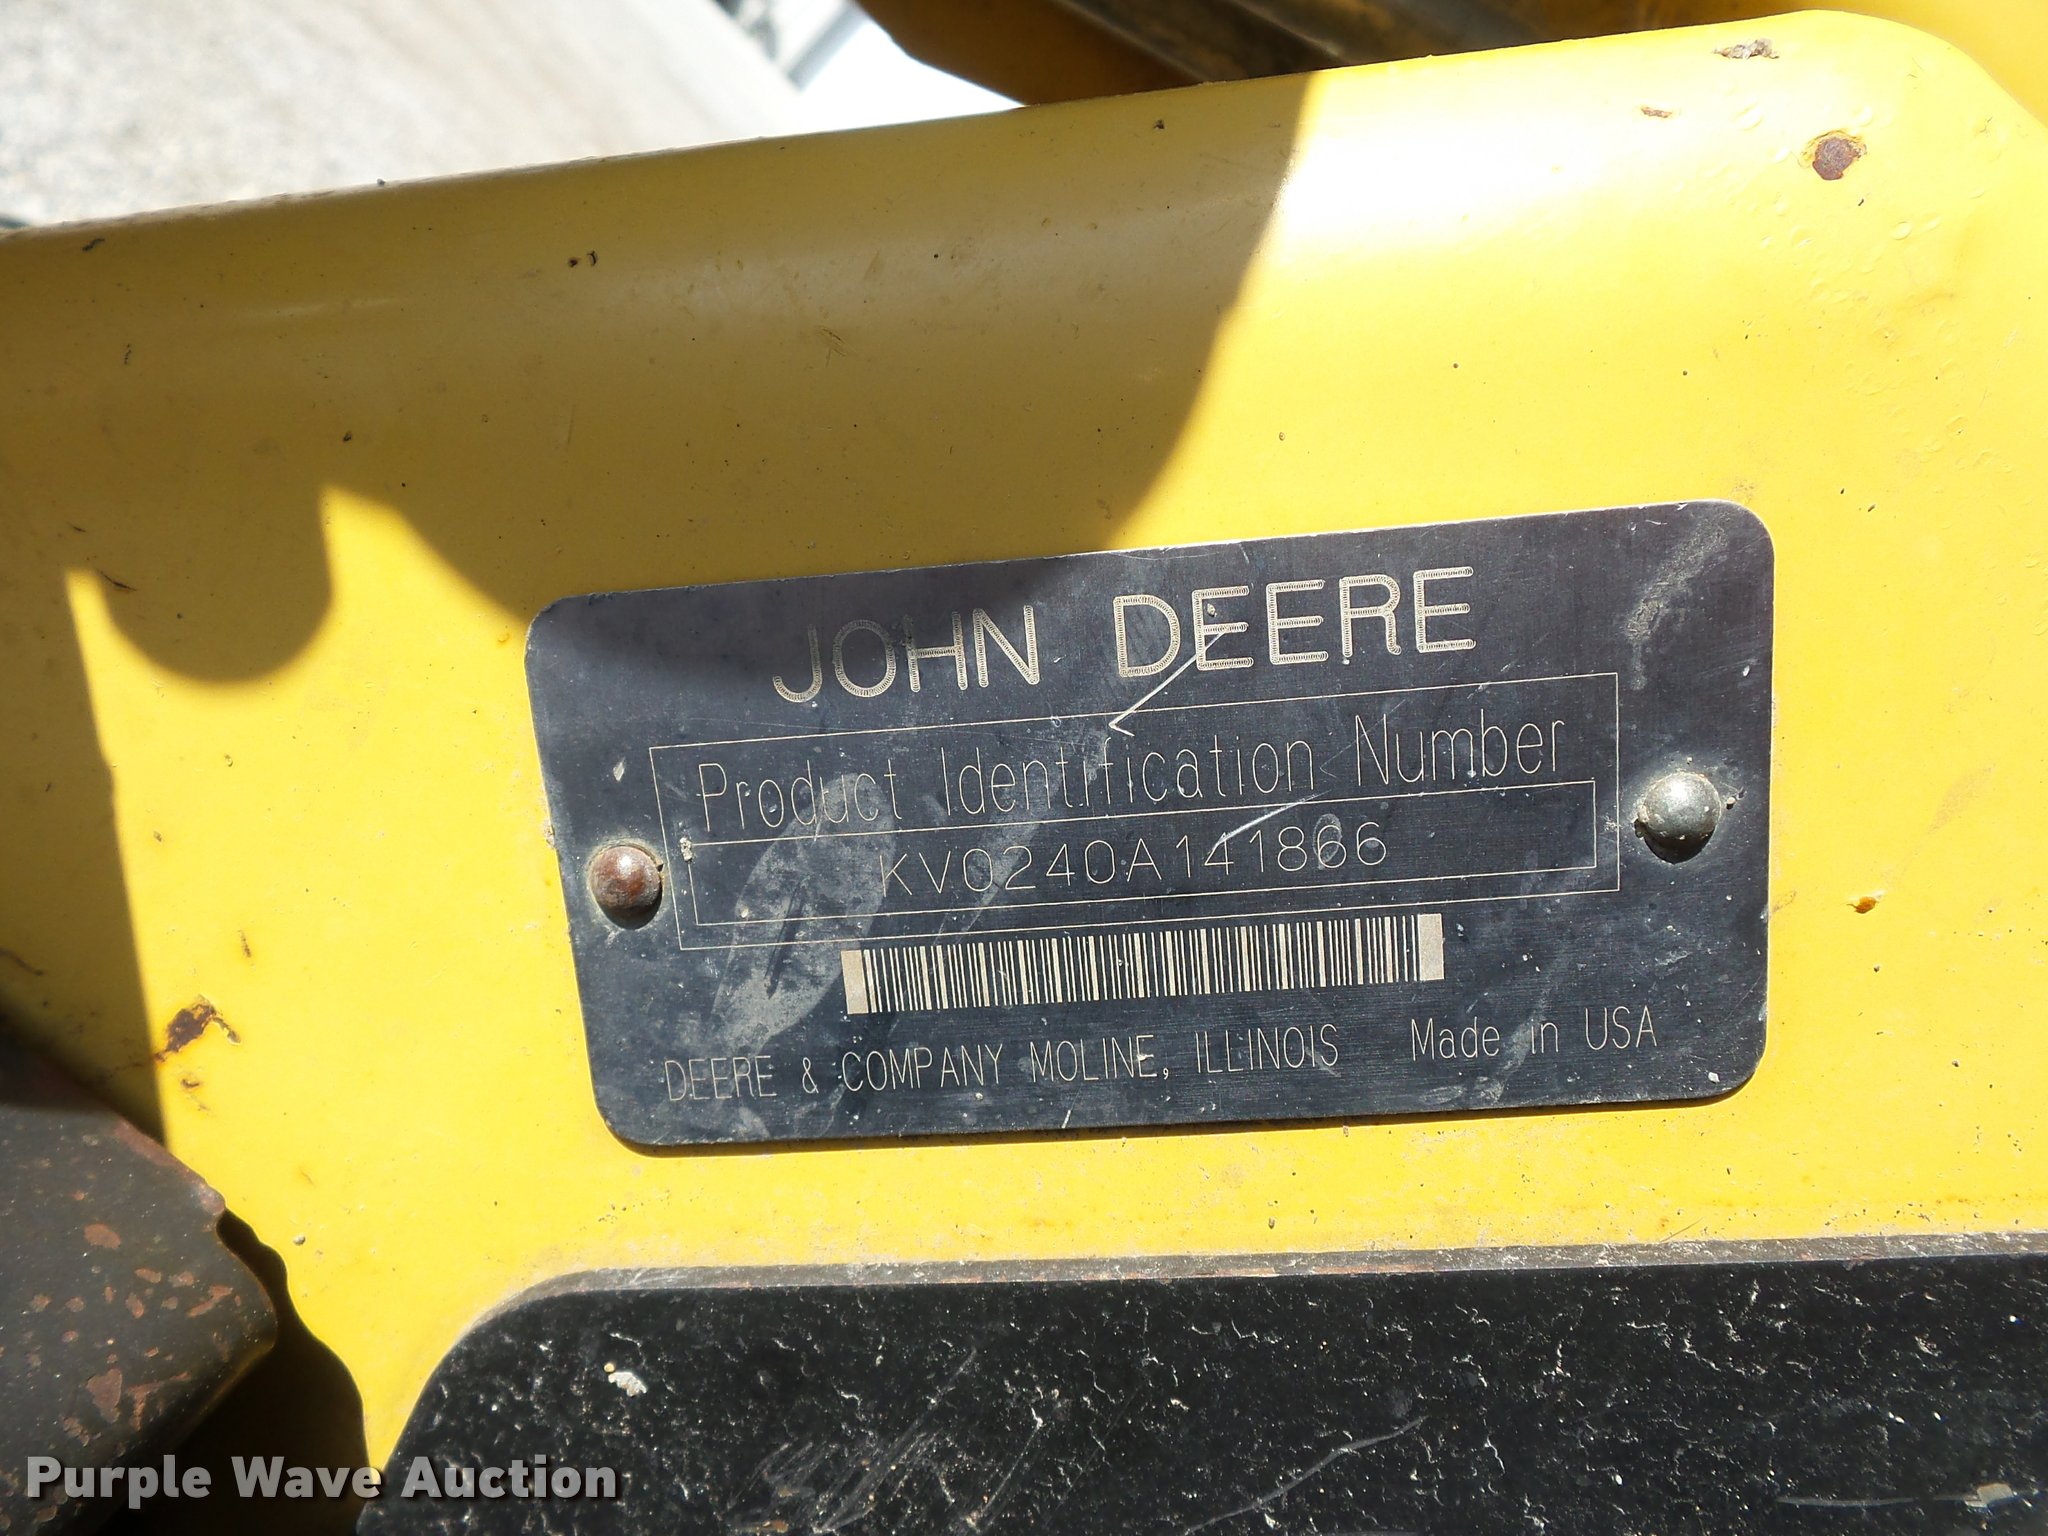 JOHN DEERE
Product Identification Number
KV0240A141866
DEERE & COMPANY MOLINE, ILLINOIS Made in USA
Purple Wave Auction